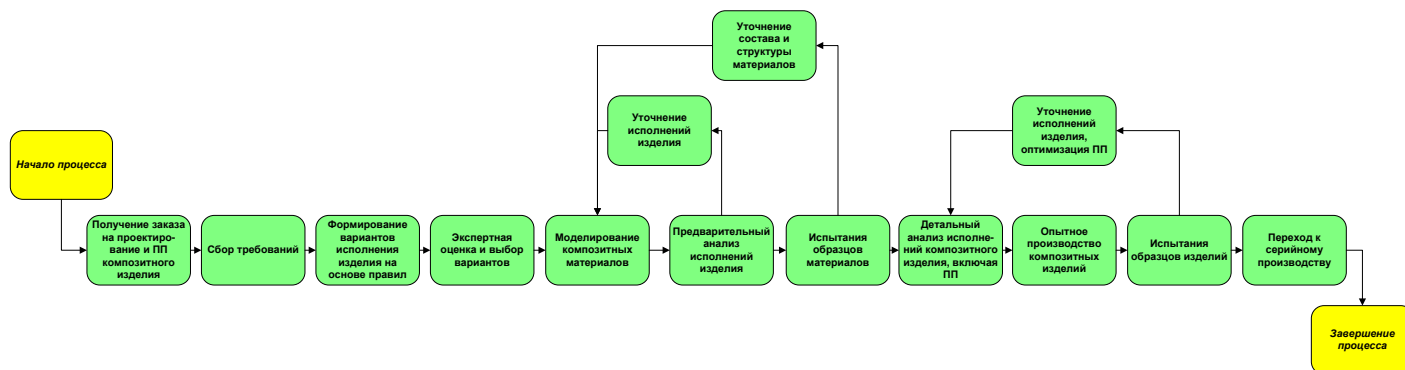 Уточнение
состава и
структуры
материалов
Уточнение
исполнений
изделия
Уточнение
исполнений
изделия,
оптимизация ПП
Начало процесса
Получение заказа
на проектиро-
вание и ПП
композитного
изделия
Сбор требований
Формирование
вариантов
исполнения
изделия на
основе правил
Экспертная
оценка и выбор
вариантов
Моделирование
композитных
материалов
Предварительный
анализ
исполнений
изделия
Испытания
образцов
материалов
Детальный
анализ исполне-
ний композитного
изделия, включая
ПП
Опытное
производство
композитных
изделий
Испытания
образцов изделий
Переход к
серийному
производству
Завершение
процесса